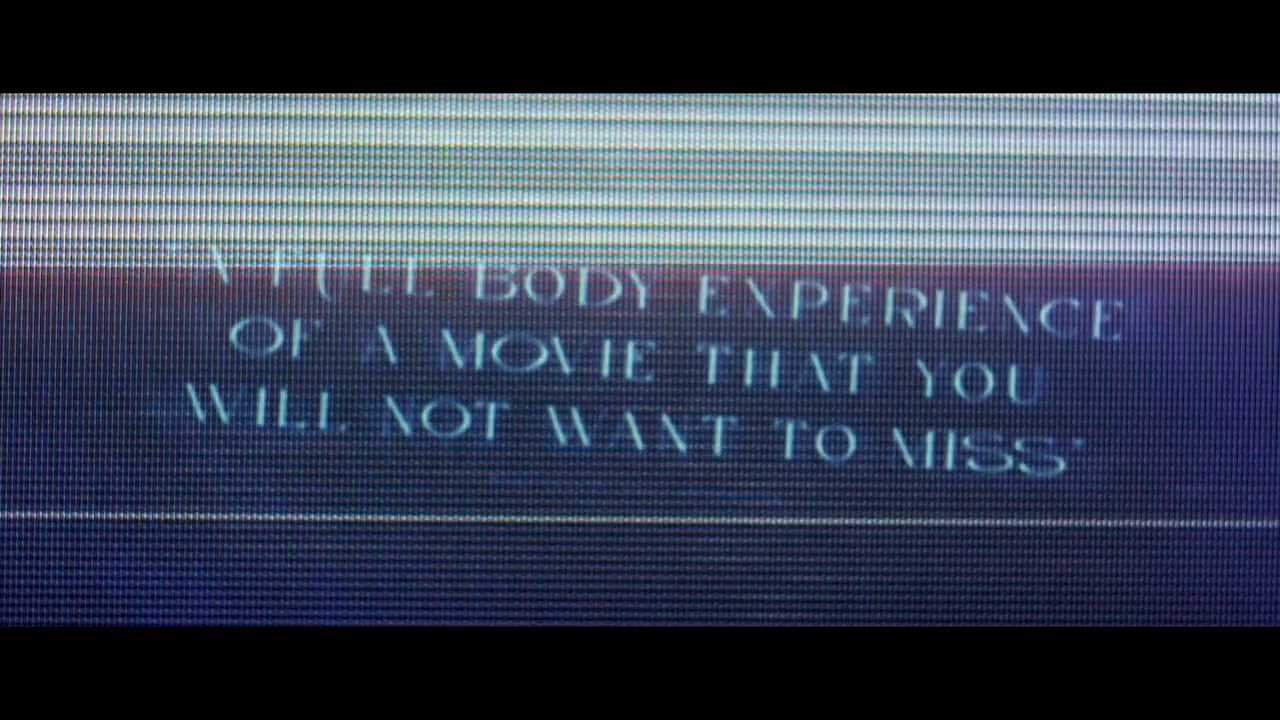 A FULL BODY EXPERIENCE
OF A MOVIE THAT YOU
WILL NOT WANT TO MISS'